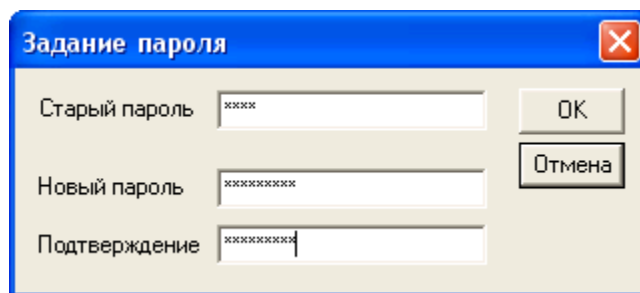 Задание пароля
Старый пароль **** OK
Отмена
Новый пароль *********
Подтверждение *********